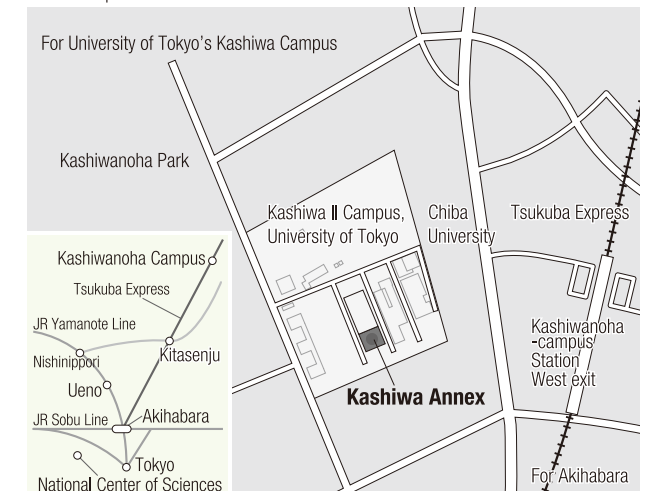 For University of Tokyo's Kashiwa Campus
Kashiwanoha Park
Kashiwa Ⅱ Campus,
University of Tokyo
Chiba
University
Tsukuba Express
Kashiwanoha
-campus
Station
West exit
Kashiwa Annex
For Akihabara
Kashiwanoha Campus
Tsukuba Express
JR Yamanote Line
Nishinippori
Kitasenju
Ueno
JR Sobu Line
Akihabara
Tokyo
National Center of Sciences